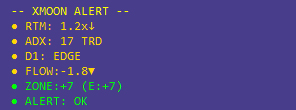 -- XMOON ALERT --
● RTM: 1.2x↓
● ADX: 17 TRD
● D1: EDGE
● FLOW:-1.8▼
● ZONE:+7 (E:+7)
● ALERT: OK